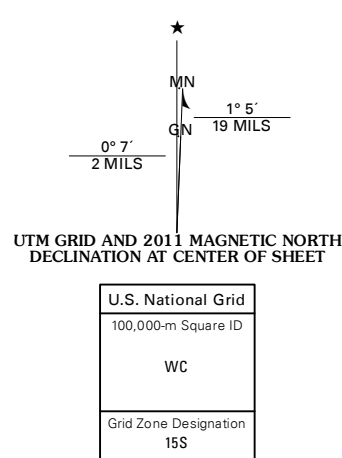 ★
MN
1° 5´
19 MILS
GN
0° 7´
2 MILS
UTM GRID AND 2011 MAGNETIC NORTH
DECLINATION AT CENTER OF SHEET
U.S. National Grid
100,000-m Square ID
WC
Grid Zone Designation
15S